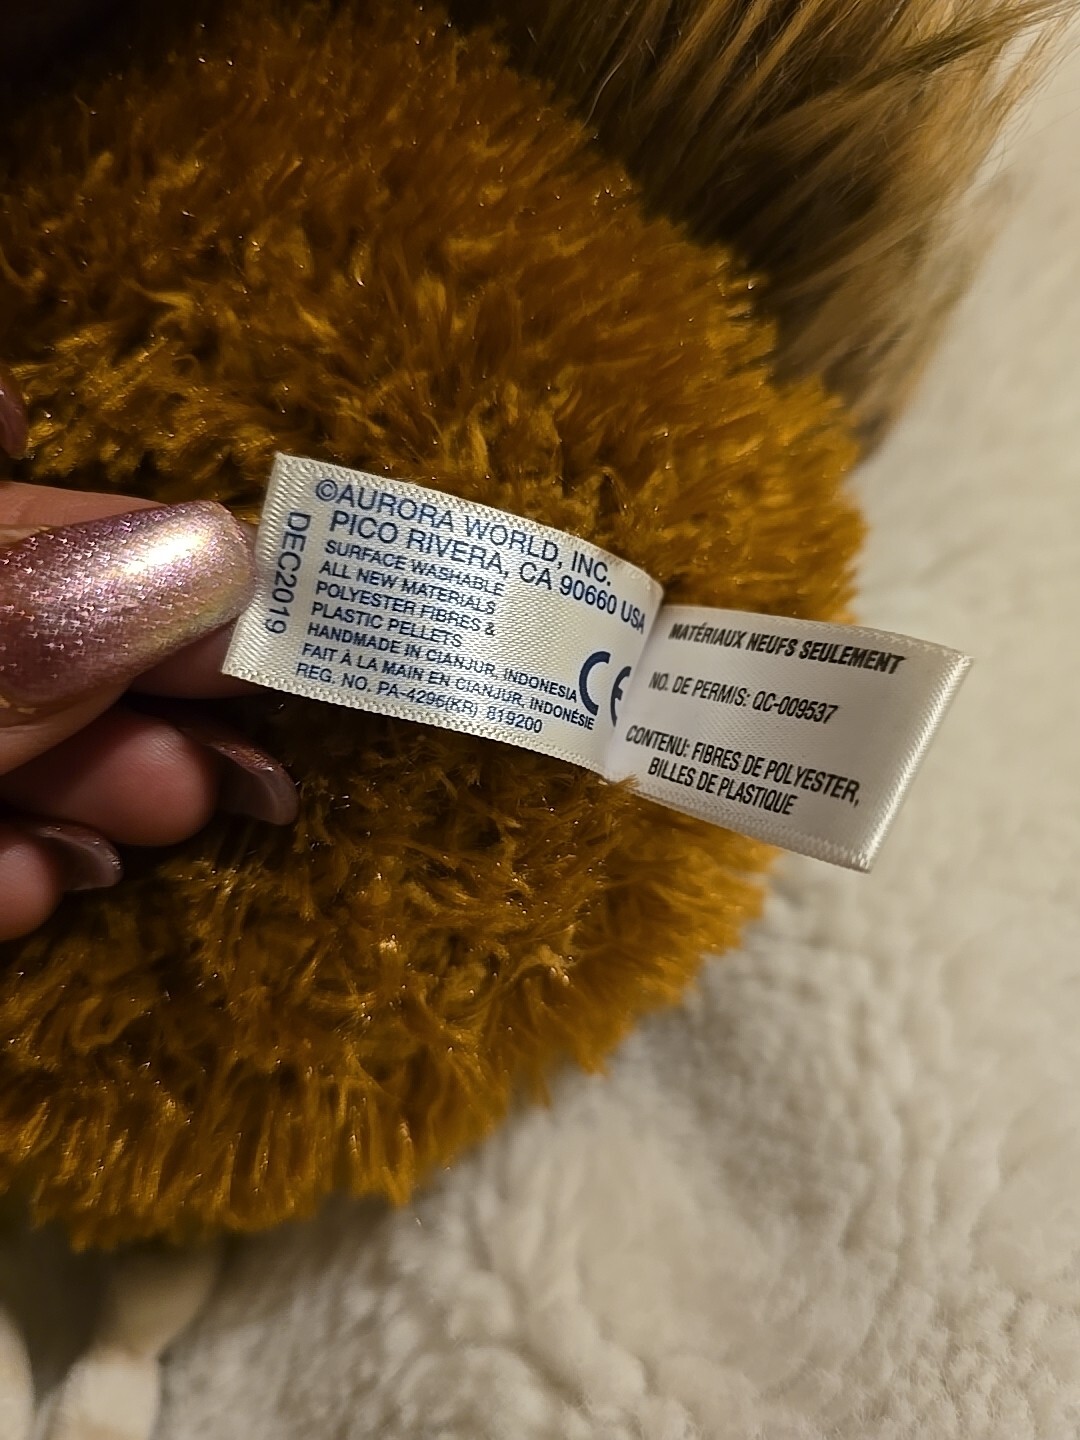 ©AURORA WORLD, INC.
PICO RIVERA, CA 90660 USA
SURFACE WASHABLE
ALL NEW MATERIALS
POLYESTER FIBRES &
PLASTIC PELLETS
HANDMADE IN CIANJUR, INDONESIA
FAIT À LA MAIN EN CIANJUR, INDONÉSIE
REG. NO. PA-4296(KR) 819200
DEC2019
CE
MATÉRIAUX NEUFS SEULEMENT
NO. DE PERMIS: QC-009537
CONTENU: FIBRES DE POLYESTER,
BILLES DE PLASTIQUE